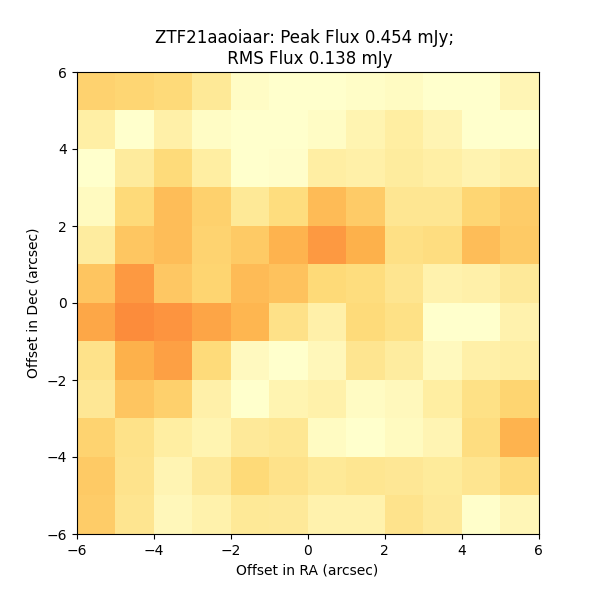 ZTF21aaoiaar: Peak Flux 0.454 mJy;
RMS Flux 0.138 mJy
6
4
2
0
−2
−4
−6
Offset in Dec (arcsec)
−6 −4 −2 0 2 4 6
Offset in RA (arcsec)